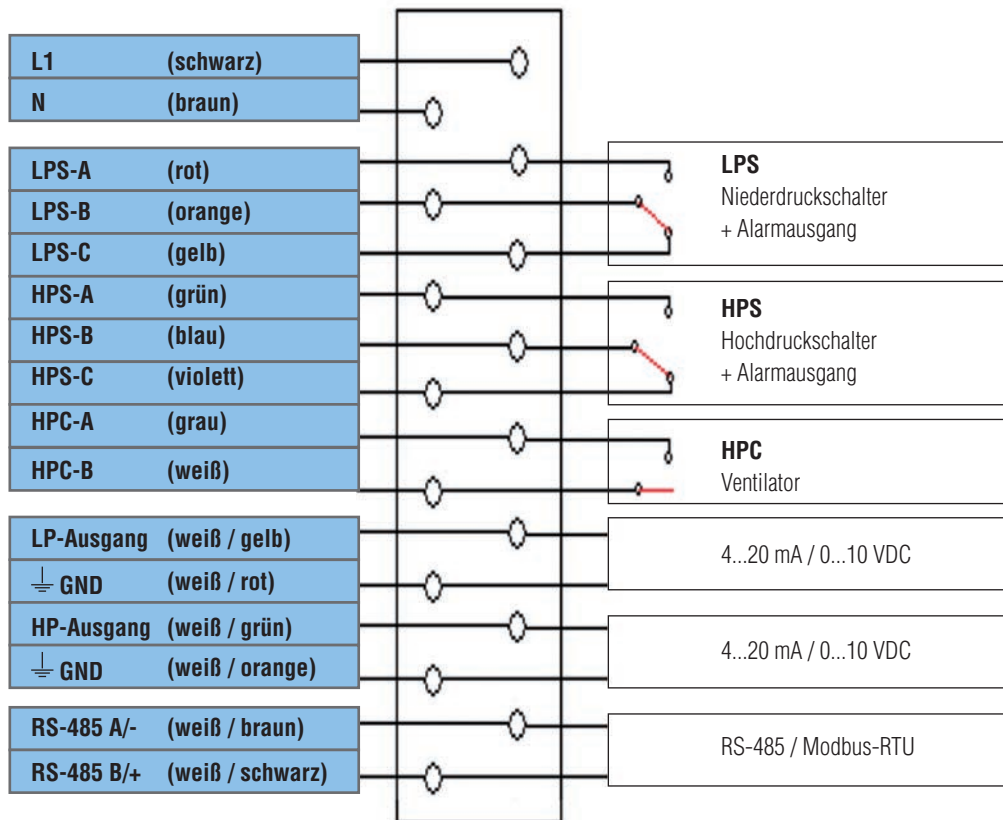 L1 (schwarz)
N (braun)
LPS-A (rot)
LPS-B (orange)
LPS-C (gelb)
HPS-A (grün)
HPS-B (blau)
HPS-C (violett)
HPC-A (grau)
HPC-B (weiß)
LP-Ausgang (weiß / gelb)
GND (weiß / rot)
HP-Ausgang (weiß / grün)
GND (weiß / orange)
RS-485 A/- (weiß / braun)
RS-485 B/+ (weiß / schwarz)
LPS
Niederdruckschalter
+ Alarmausgang
HPS
Hochdruckschalter
+ Alarmausgang
HPC
Ventilator
4...20 mA / 0...10 VDC
4...20 mA / 0...10 VDC
RS-485 / Modbus-RTU